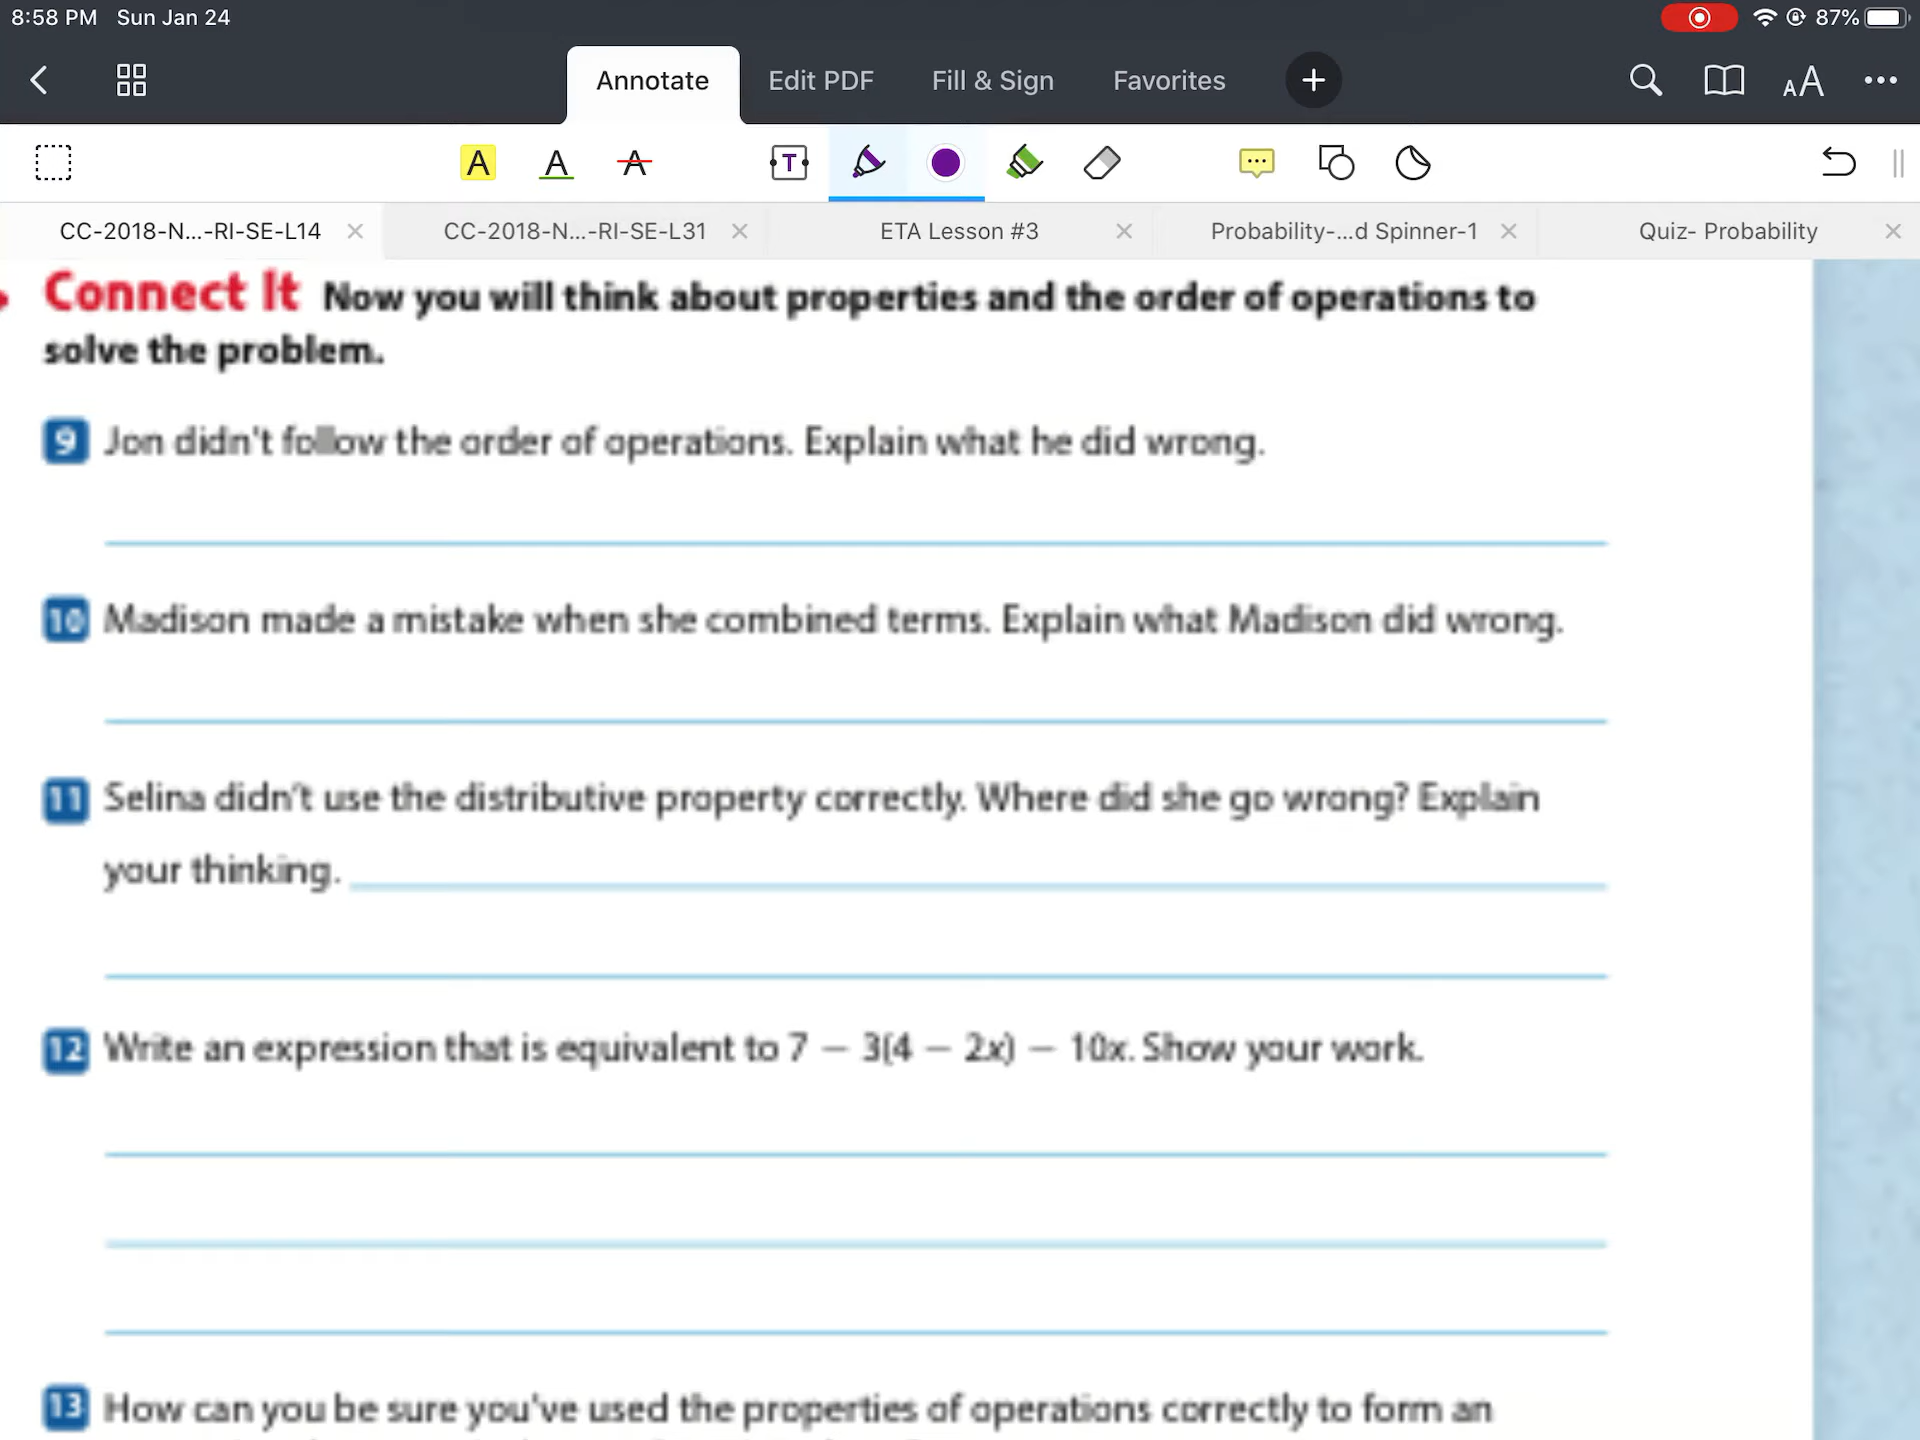 8:58 PM Sun Jan 24
87%
Annotate
Edit PDF
Fill & Sign
Favorites
AA
A
A
A
T
CC-2018-N...-RI-SE-L14
CC-2018-N...-RI-SE-L31
ETA Lesson #3
Probability-...d Spinner-1
Quiz- Probability
Connect It Now you will think about properties and the order of operations to
solve the problem.
9 Jon didn't follow the order of operations. Explain what he did wrong.
10 Madison made a mistake when she combined terms. Explain what Madison did wrong.
11 Selina didn't use the distributive property correctly. Where did she go wrong? Explain
your thinking.
12 Write an expression that is equivalent to 7 − 3(4 − 2x) − 10x. Show your work.
13 How can you be sure you've used the properties of operations correctly to form an